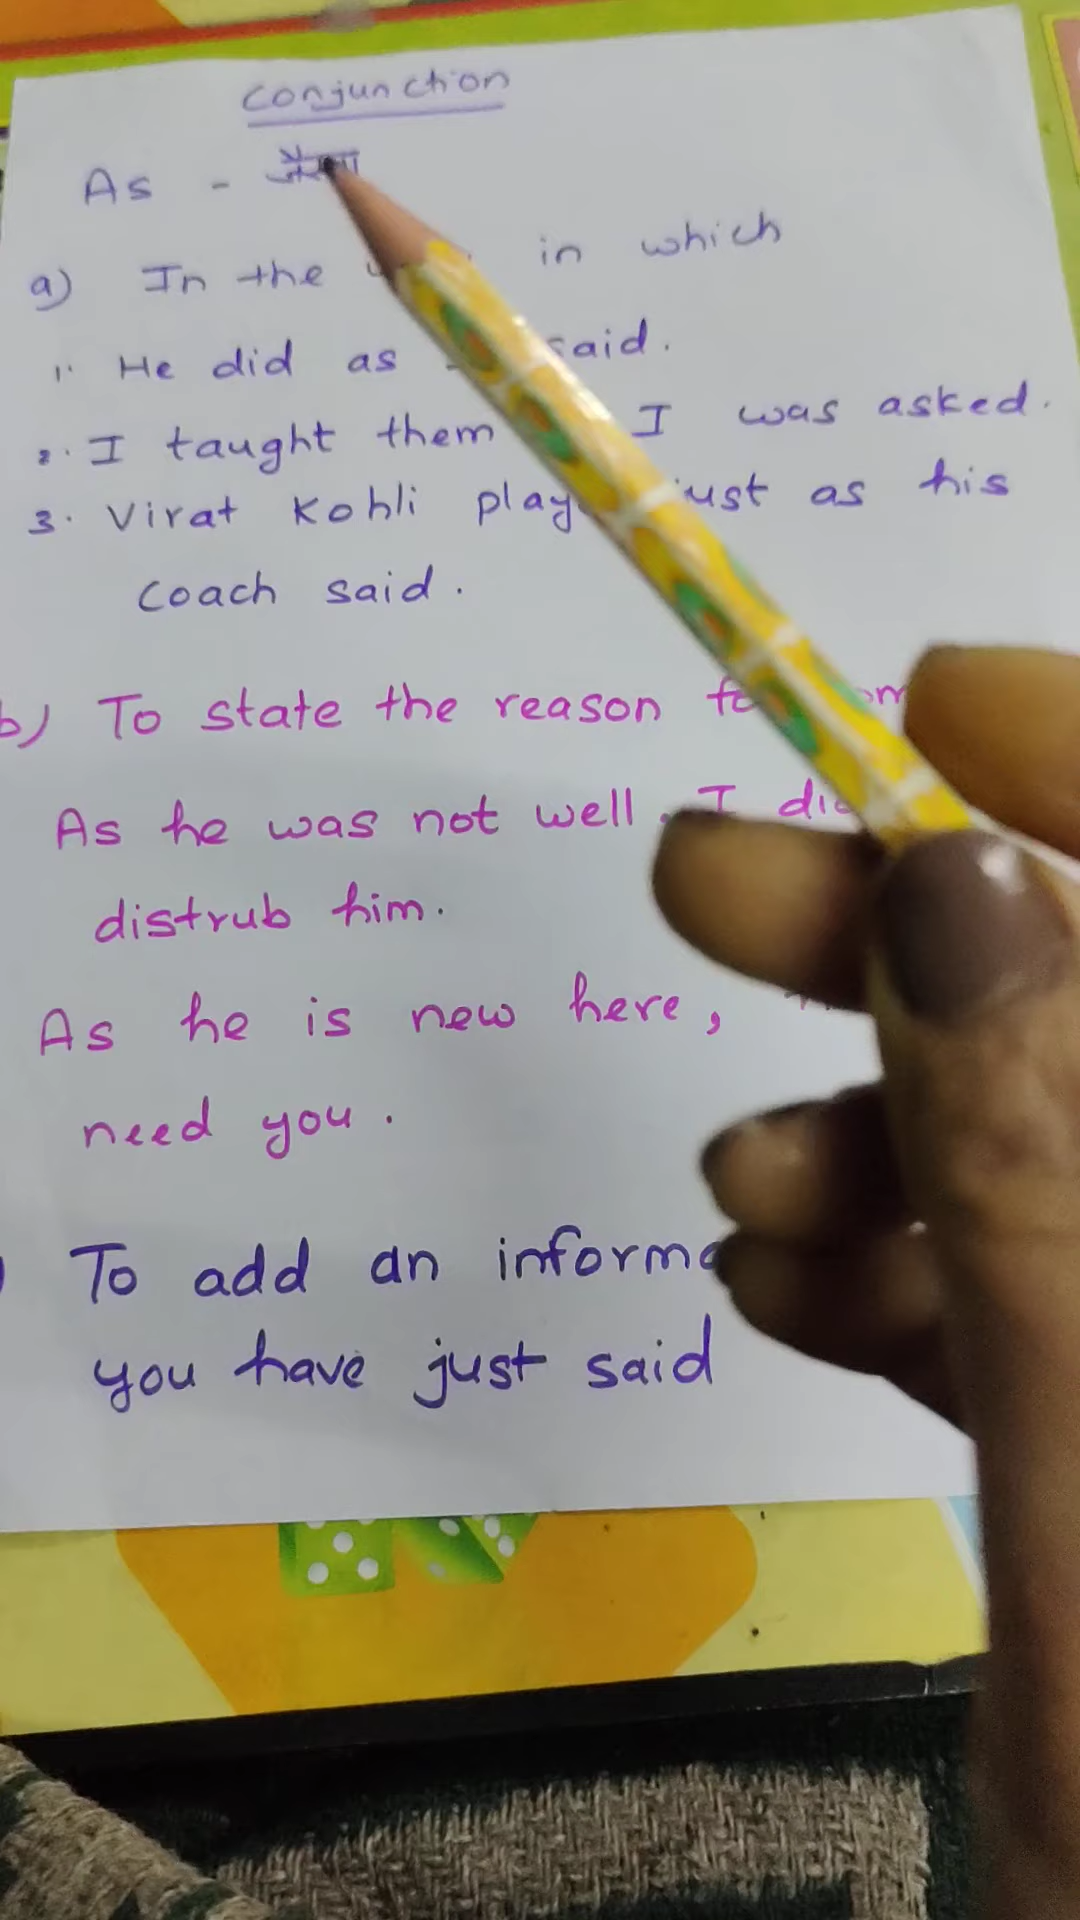 Conjunction
As - जैसा
a) In the in which
1. He did as said.
2. I taught them I was asked.
3. Virat Kohli play just as his
coach said.
b) To state the reason
As he was not well. I
distrub him.
As he is new here,
need you.
To add an
you have just said